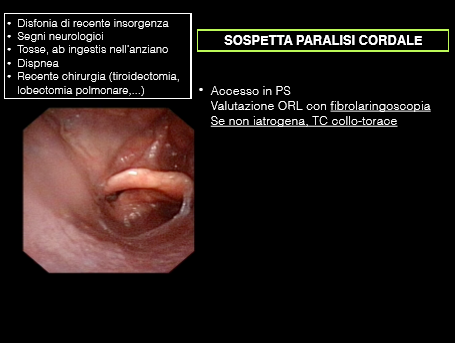 • Disfonia di recente insorgenza
• Segni neurologici
• Tosse, ab ingestis nell'anziano
• Dispnea
• Recente chirurgia (tiroidectomia,
lobectomia polmonare,...)
SOSPETTA PARALISI CORDALE
• Accesso in PS
Valutazione ORL con fibrolaringoscopia
Se non iatrogena, TC collo-torace